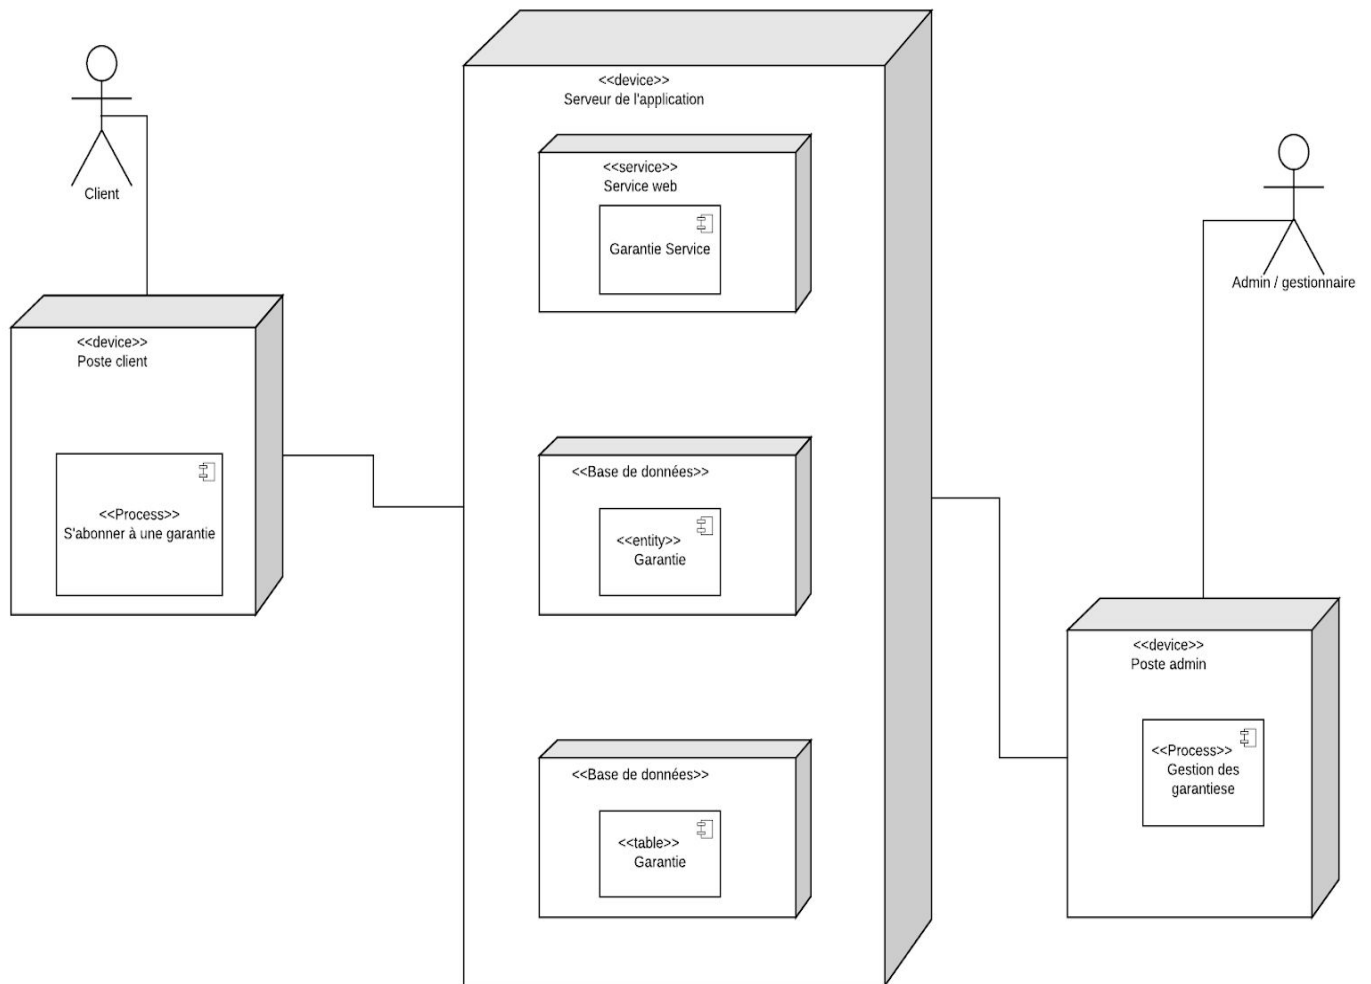 Client
<<device>>
Poste client
<<Process>>
S'abonner à une garantie
<<device>>
Serveur de l'application
<<service>>
Service web
Garantie Service
<<Base de données>>
<<entity>>
Garantie
<<Base de données>>
<<table>>
Garantie
Admin / gestionnaire
<<device>>
Poste admin
<<Process>>
Gestion des
garantiese